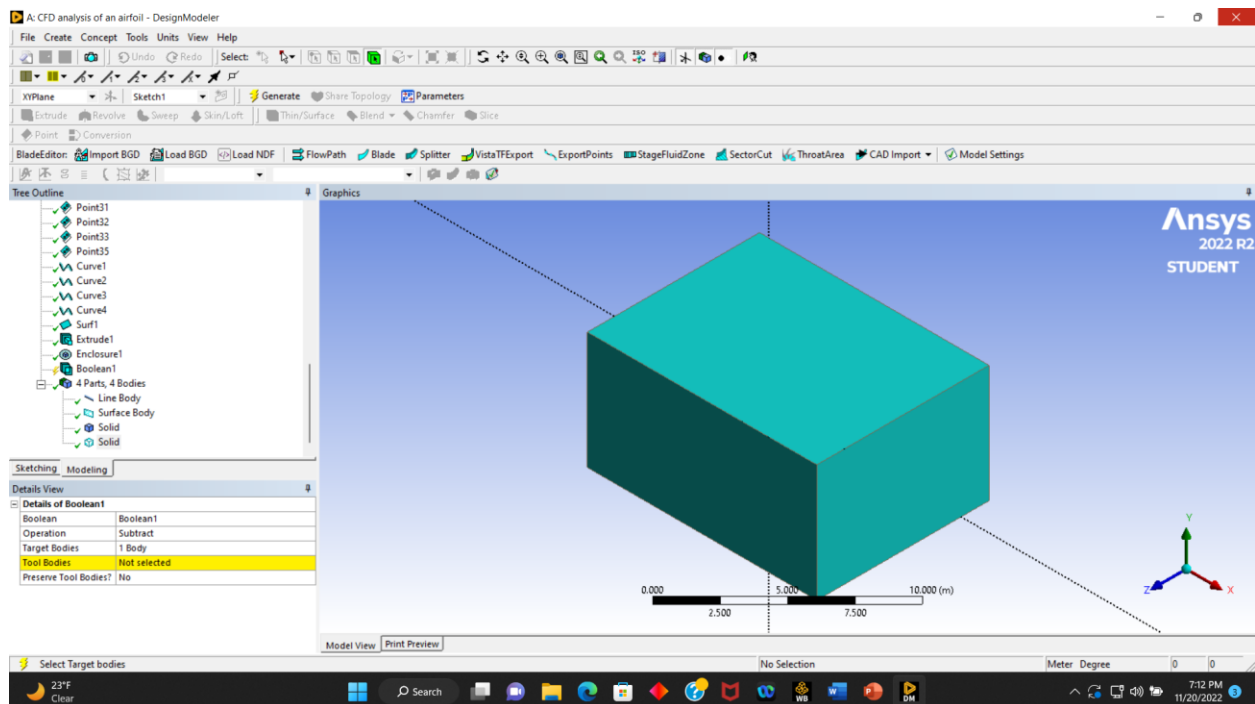 A: CFD analysis of an airfoil - DesignModeler
File Create Concept Tools Units View Help
Undo Redo Select:
XYPlane Sketch1 Generate Share Topology Parameters
Extrude Revolve Sweep Skin/Loft Thin/Surface Blend Chamfer Slice
Point Conversion
BladeEditor: Import BGD Load BGD Load NDF FlowPath Blade Splitter VistaTFExport ExportPoints StageFluidZone SectorCut ThroatArea CAD Import Model Settings
Tree Outline
Point31
Point32
Point33
Point35
Curve1
Curve2
Curve3
Curve4
Surf1
Extrude1
Enclosure1
Boolean1
4 Parts, 4 Bodies
Line Body
Surface Body
Solid
Solid
Sketching Modeling
Details View
Details of Boolean1
Boolean Boolean1
Operation Subtract
Target Bodies 1 Body
Tool Bodies Not selected
Preserve Tool Bodies? No
Graphics
Ansys
2022 R2
STUDENT
Y
Z X
0.000 5.000 10.000 (m)
2.500 7.500
Model View Print Preview
Select Target bodies No Selection Meter Degree 0 0
23°F
Clear
Search
WB
DM
7:12 PM
11/20/2022
3